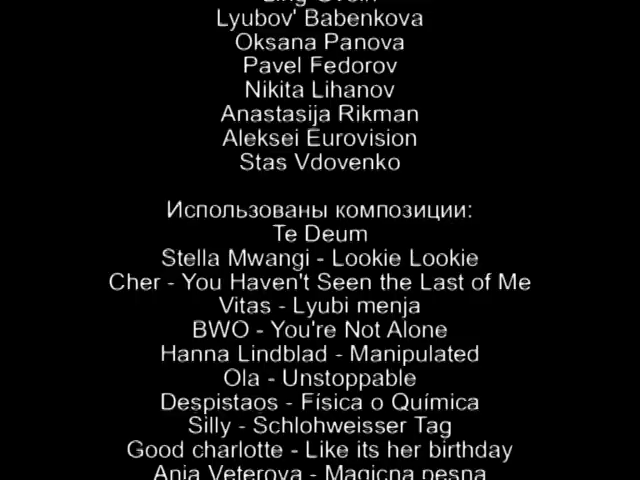 Lyubov' Babenkova
Oksana Panova
Pavel Fedorov
Nikita Lihanov
Anastasija Rikman
Aleksei Eurovision
Stas Vdovenko
Использованы композиции:
Te Deum
Stella Mwangi - Lookie Lookie
Cher - You Haven't Seen the Last of Me
Vitas - Lyubi menja
BWO - You're Not Alone
Hanna Lindblad - Manipulated
Ola - Unstoppable
Despistaos - Física o Química
Silly - Schlohweisser Tag
Good charlotte - Like its her birthday
Anja Veterova - Magicna pesna